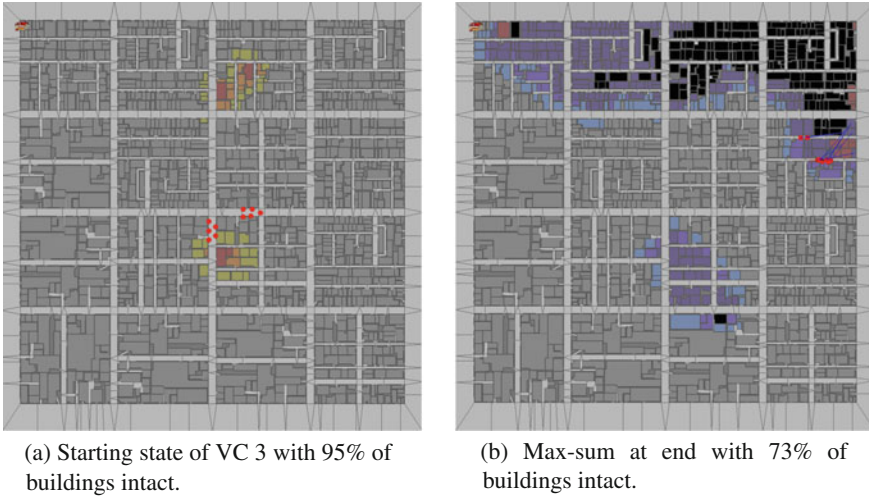 (a) Starting state of VC 3 with 95% of
buildings intact.
(b) Max-sum at end with 73% of
buildings intact.